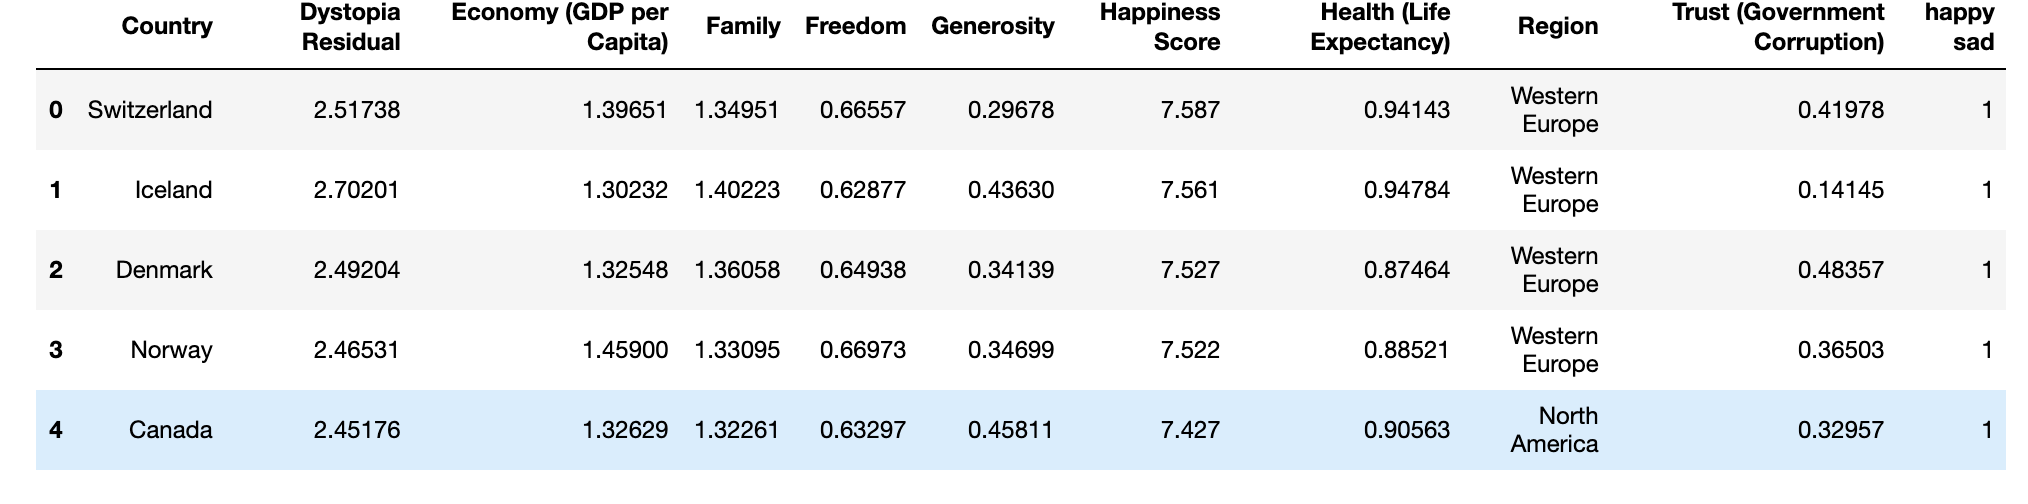 Country Dystopia Residual Economy (GDP per Capita) Family Freedom Generosity Happiness Score Health (Life Expectancy) Region Trust (Government Corruption) happy sad
0 Switzerland 2.51738 1.39651 1.34951 0.66557 0.29678 7.587 0.94143 Western Europe 0.41978 1
1 Iceland 2.70201 1.30232 1.40223 0.62877 0.43630 7.561 0.94784 Western Europe 0.14145 1
2 Denmark 2.49204 1.32548 1.36058 0.64938 0.34139 7.527 0.87464 Western Europe 0.48357 1
3 Norway 2.46531 1.45900 1.33095 0.66973 0.34699 7.522 0.88521 Western Europe 0.36503 1
4 Canada 2.45176 1.32629 1.32261 0.63297 0.45811 7.427 0.90563 North America 0.32957 1